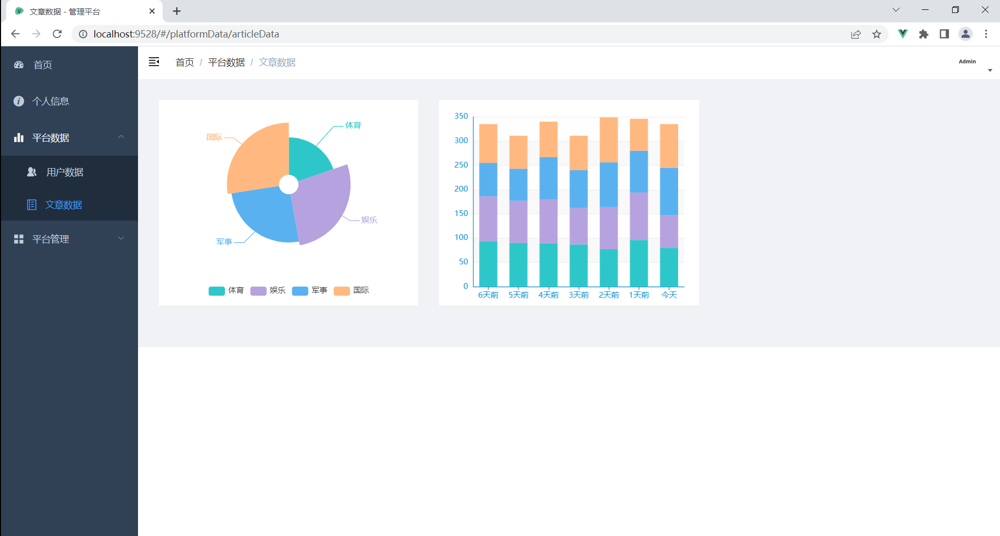 文章数据 - 管理平台
localhost:9528/#/platformData/articleData
首页
个人信息
平台数据
用户数据
文章数据
平台管理
首页 / 平台数据 / 文章数据
Admin
体育
国际
娱乐
军事
体育 娱乐 军事 国际
350
300
250
200
150
100
50
0
6天前 5天前 4天前 3天前 2天前 1天前 今天